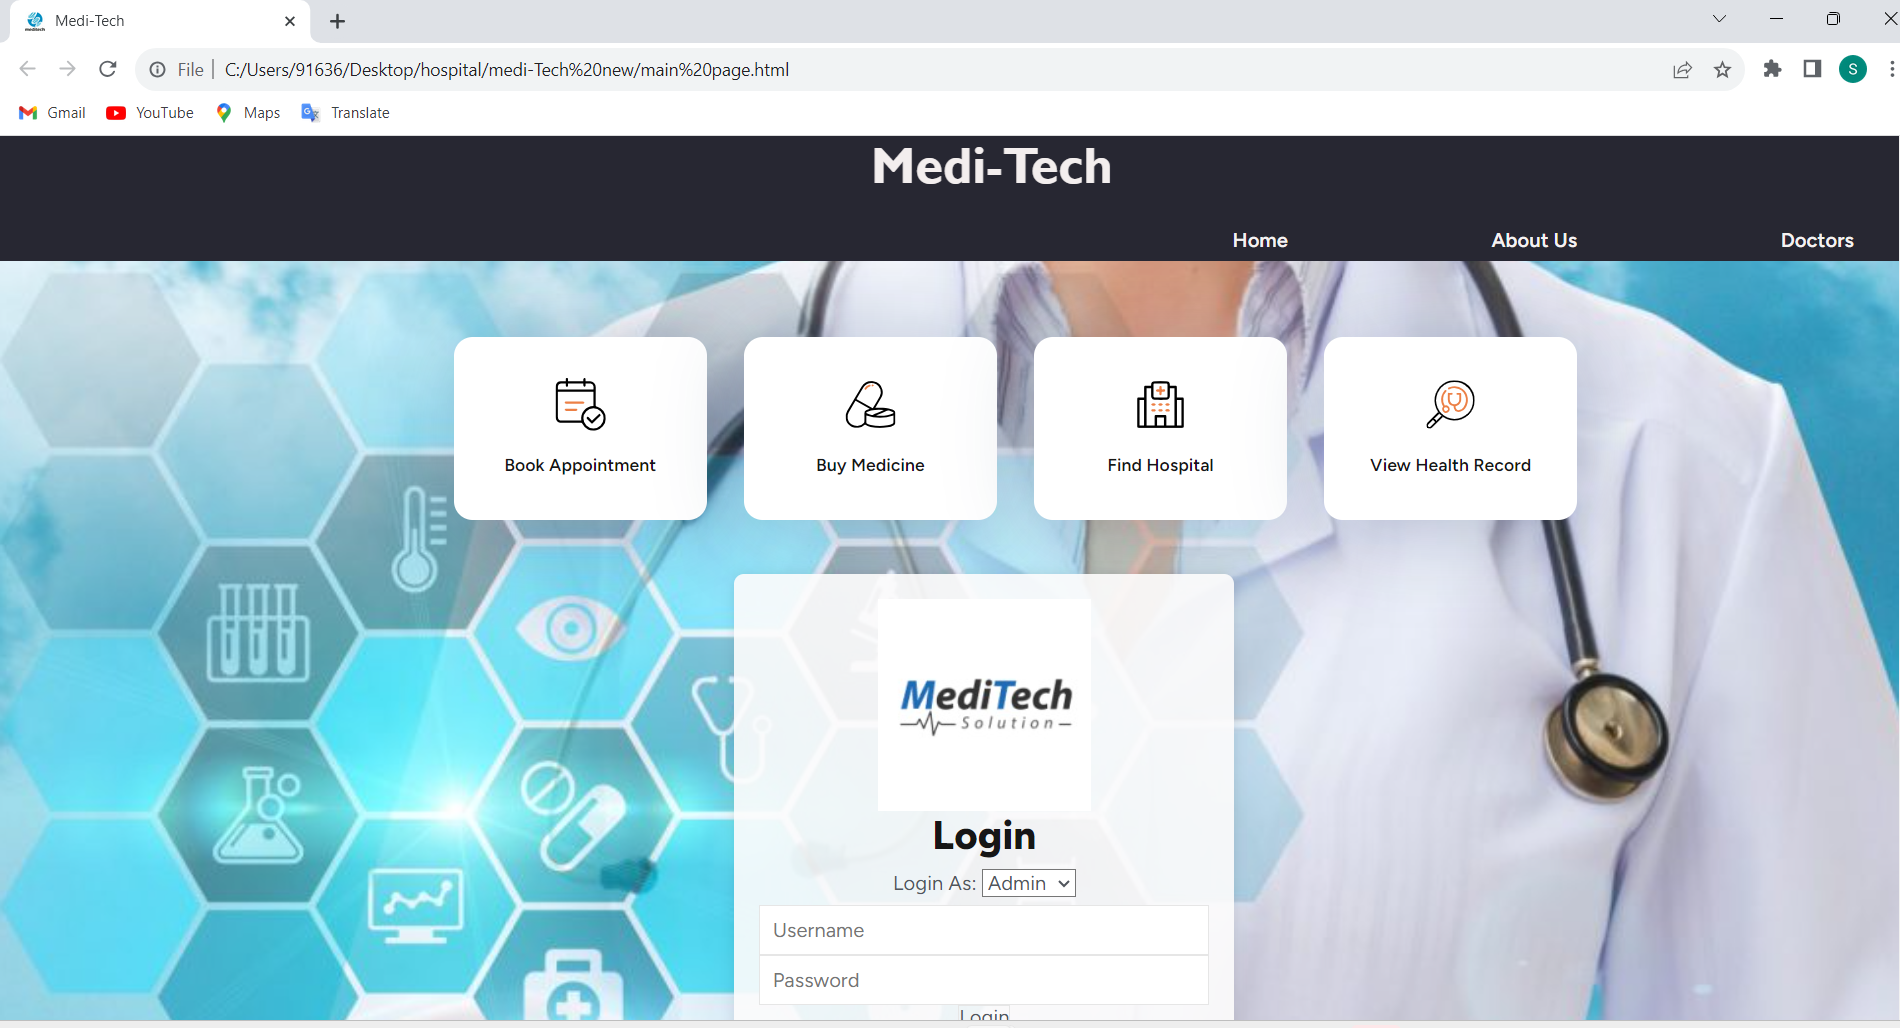 Medi-Tech
File
C:/Users/91636/Desktop/hospital/medi-Tech%20new/main%20page.html
S
Gmail
YouTube
Maps
Translate
Medi-Tech
Home
About Us
Doctors
Book Appointment
Buy Medicine
Find Hospital
View Health Record
MediTech
Solution
Login
Login As: Admin
Username
Password
Login